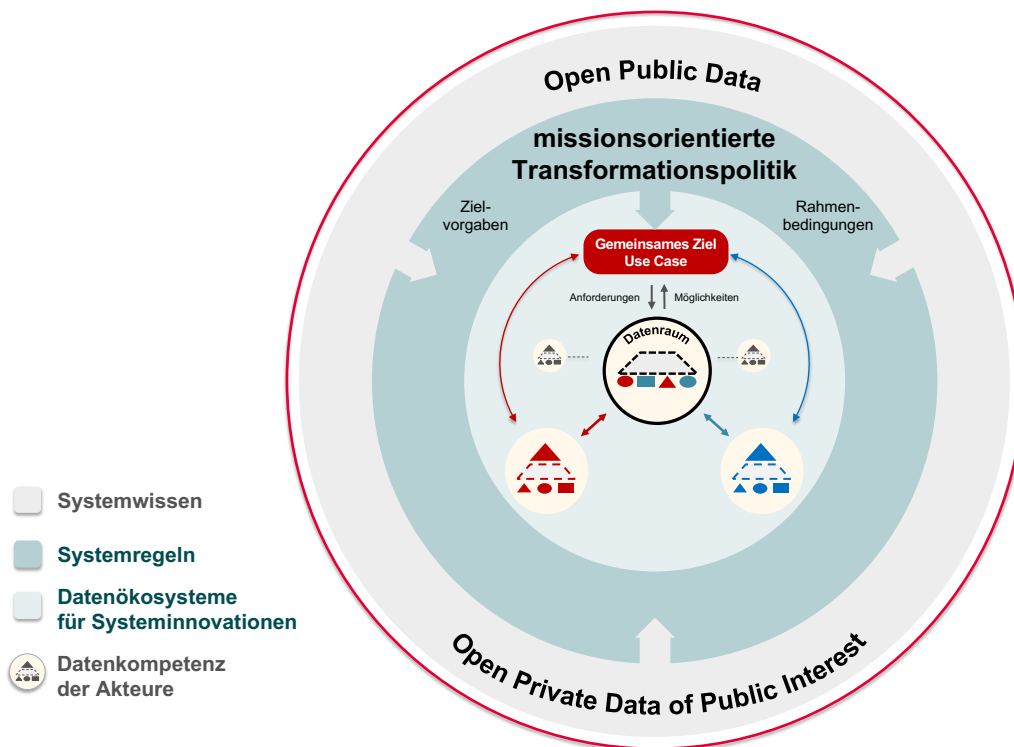 Open Public Data
missionsorientierte
Transformationspolitik
Ziel-
vorgaben
Rahmen-
bedingungen
Gemeinsames Ziel
Use Case
Anforderungen
Möglichkeiten
Datenraum
Systemwissen
Systemregeln
Datenökosysteme
für Systeminnovationen
Datenkompetenz
der Akteure
Open Private Data of Public Interest